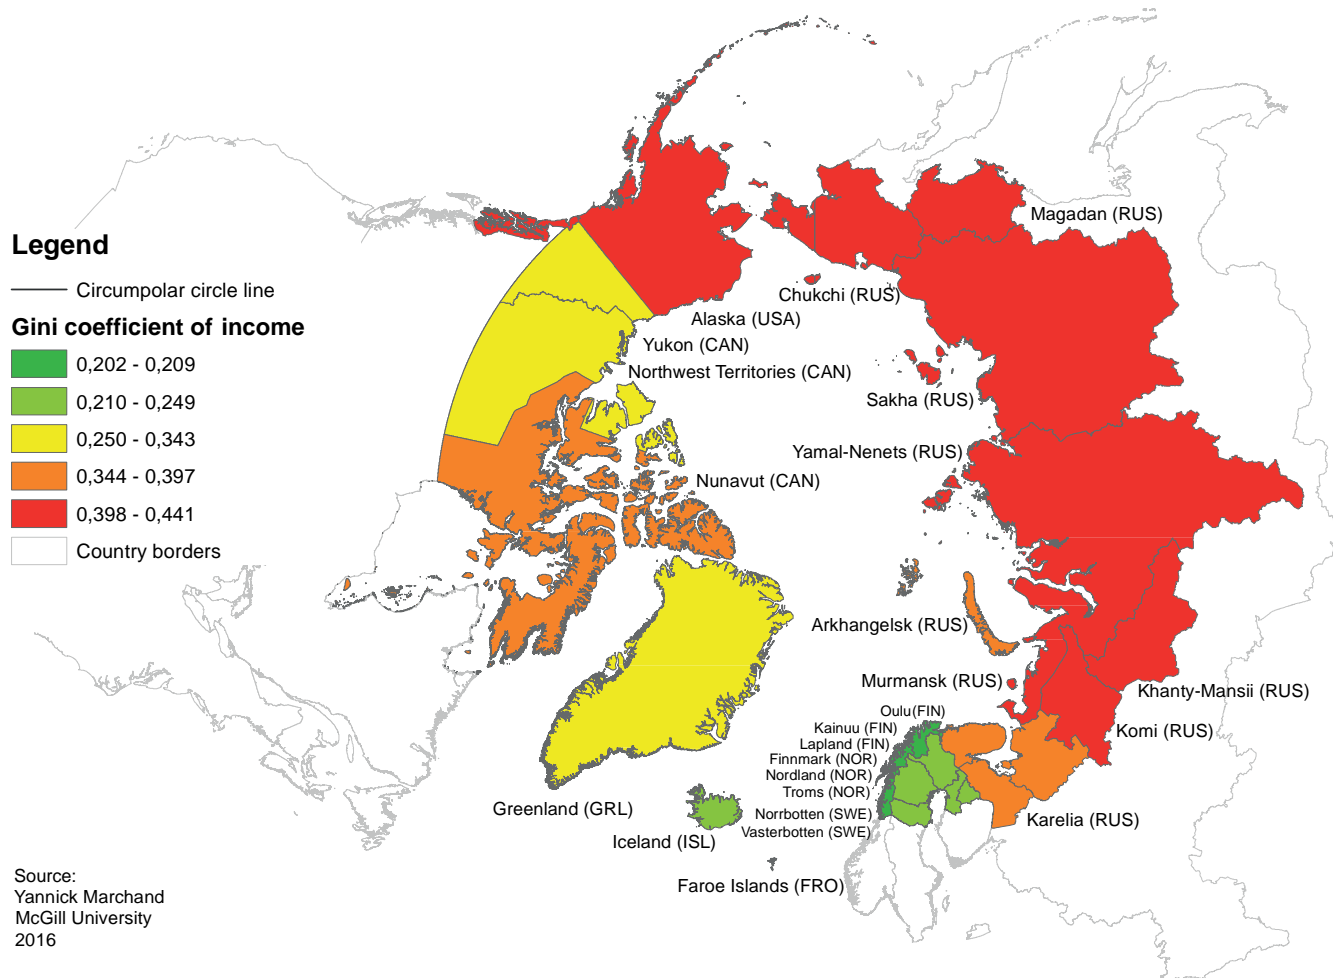 Legend
Circumpolar circle line
Gini coefficient of income
0,202 - 0,209
0,210 - 0,249
0,250 - 0,343
0,344 - 0,397
0,398 - 0,441
Country borders
Magadan (RUS)
Chukchi (RUS)
Alaska (USA)
Yukon (CAN)
Northwest Territories (CAN)
Sakha (RUS)
Yamal-Nenets (RUS)
Nunavut (CAN)
Arkhangelsk (RUS)
Murmansk (RUS)
Khanty-Mansii (RUS)
Oulu(FIN)
Kainuu (FIN)
Komi (RUS)
Lapland (FIN)
Finnmark (NOR)
Nordland (NOR)
Troms (NOR)
Greenland (GRL)
Norrbotten (SWE)
Karelia (RUS)
Vasterbotten (SWE)
Iceland (ISL)
Faroe Islands (FRO)
Source:
Yannick Marchand
McGill University
2016